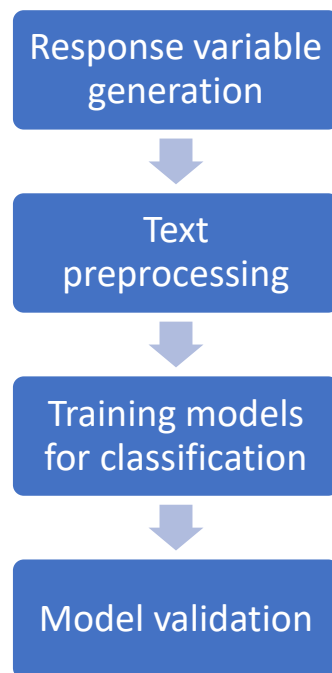 Response variable
generation
Text
preprocessing
Training models
for classification
Model validation